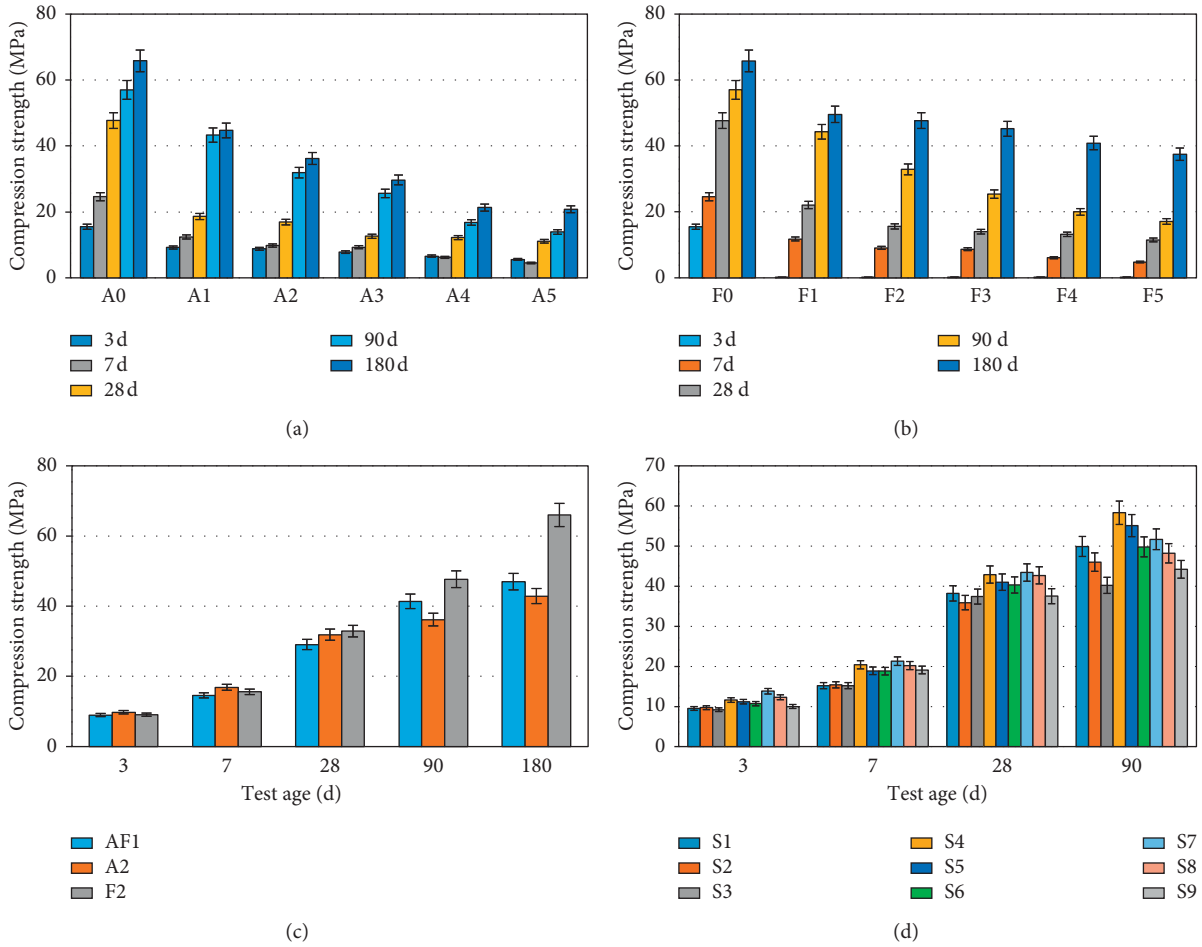 Compression strength (MPa)
80
60
40
20
0
A0 A1 A2 A3 A4 A5
3 d
7 d
28 d
90 d
180 d
(a)
Compression strength (MPa)
80
60
40
20
0
F0 F1 F2 F3 F4 F5
3 d
7d
28 d
90 d
180 d
(b)
Compression strength (MPa)
80
60
40
20
0
3 7 28 90 180
Test age (d)
AF1
A2
F2
(c)
Compression strength (MPa)
70
60
50
40
30
20
10
0
3 7 28 90
Test age (d)
S1
S2
S3
S4
S5
S6
S7
S8
S9
(d)